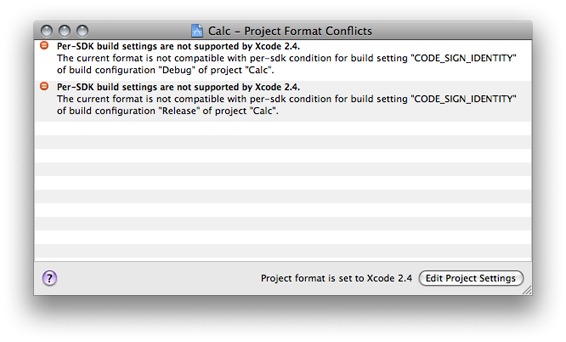 Calc – Project Format Conflicts
Per-SDK build settings are not supported by Xcode 2.4.
The current format is not compatible with per-sdk condition for build setting "CODE_SIGN_IDENTITY"
of build configuration "Debug" of project "Calc".
Per-SDK build settings are not supported by Xcode 2.4.
The current format is not compatible with per-sdk condition for build setting "CODE_SIGN_IDENTITY"
of build configuration "Release" of project "Calc".
? Project format is set to Xcode 2.4 Edit Project Settings